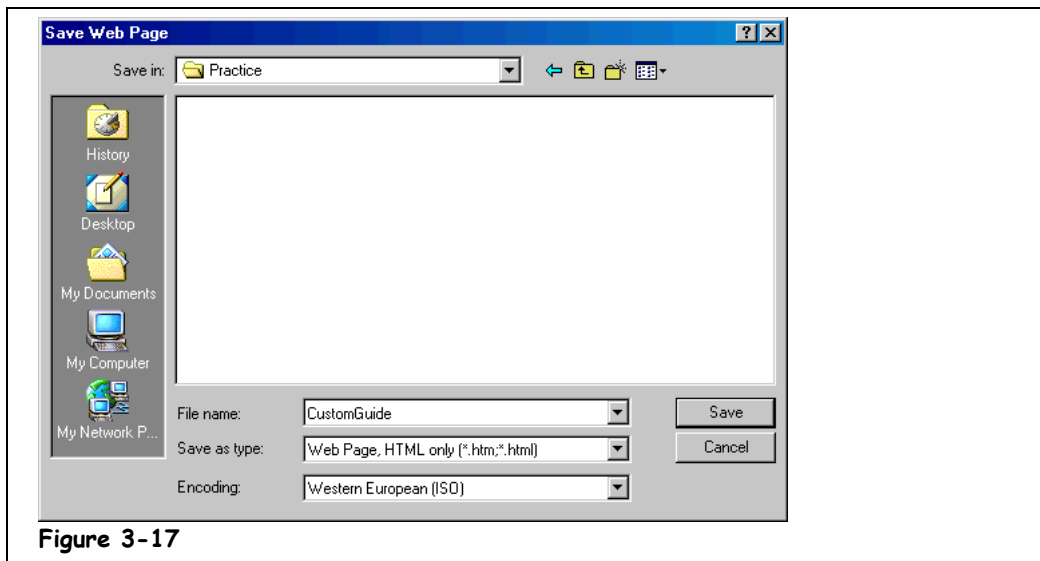 Save Web Page
Save in: Practice
History
Desktop
My Documents
My Computer
My Network P...
File name: CustomGuide Save
Save as type: Web Page, HTML only (*.htm;*.html) Cancel
Encoding: Western European (ISO)
Figure 3-17